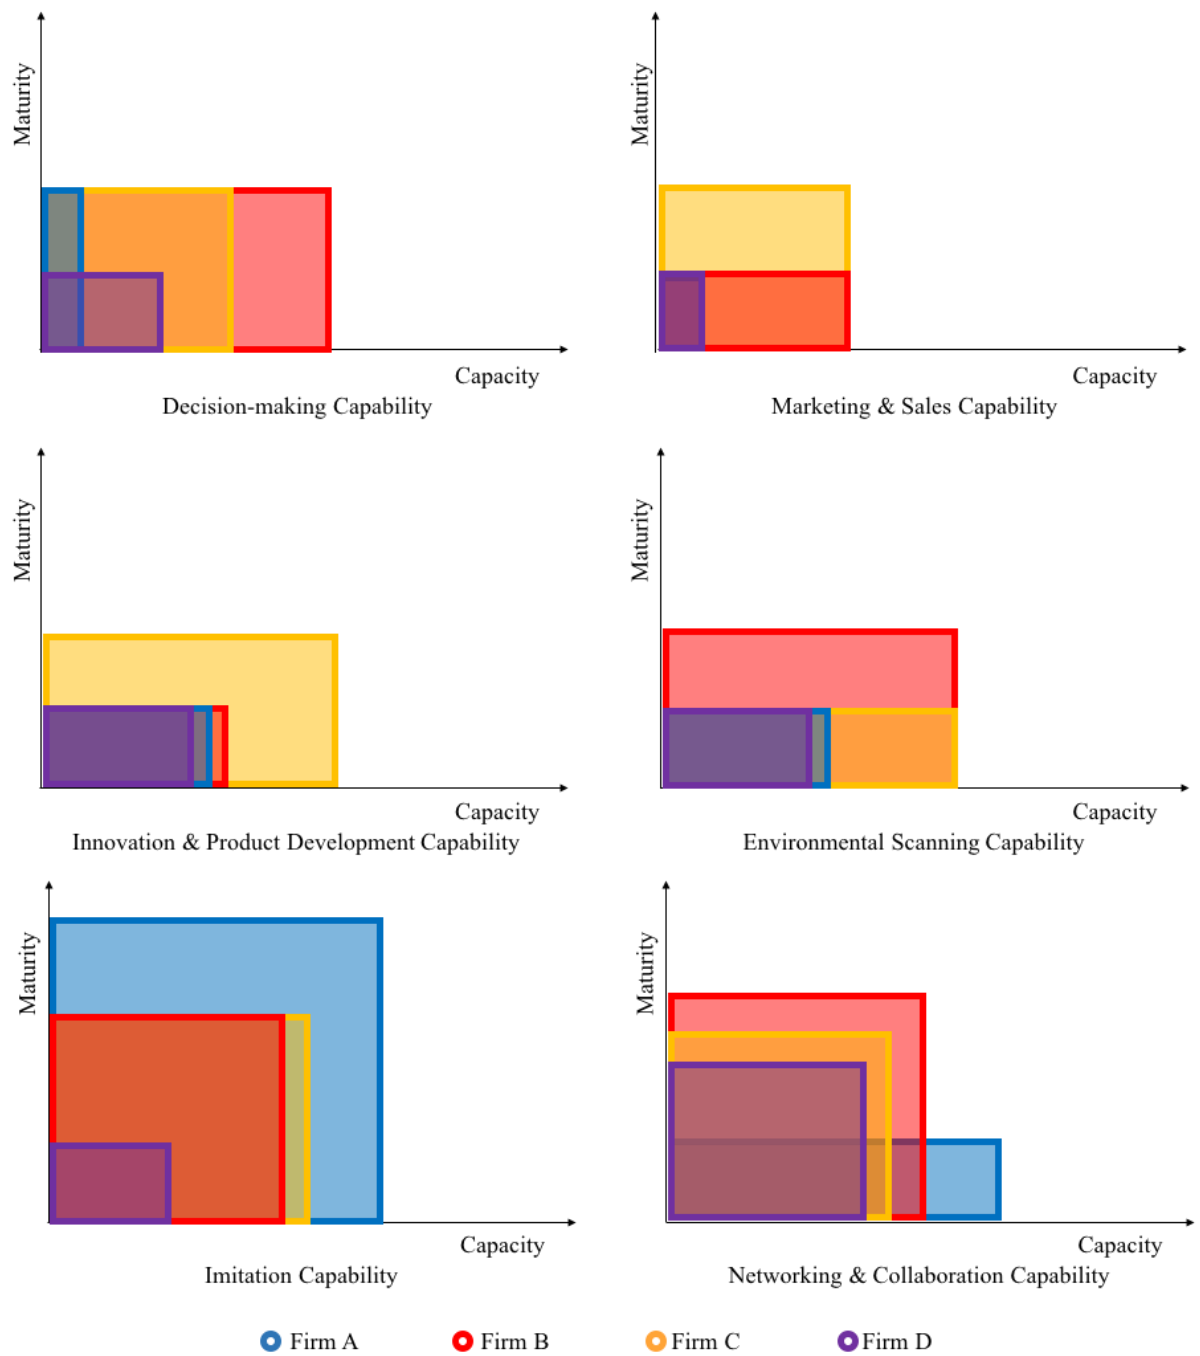 Maturity
Maturity
Capacity
Capacity
Decision-making Capability
Marketing & Sales Capability
Maturity
Maturity
Capacity
Capacity
Innovation & Product Development Capability
Environmental Scanning Capability
Maturity
Maturity
Capacity
Capacity
Imitation Capability
Networking & Collaboration Capability
Firm A
Firm B
Firm C
Firm D